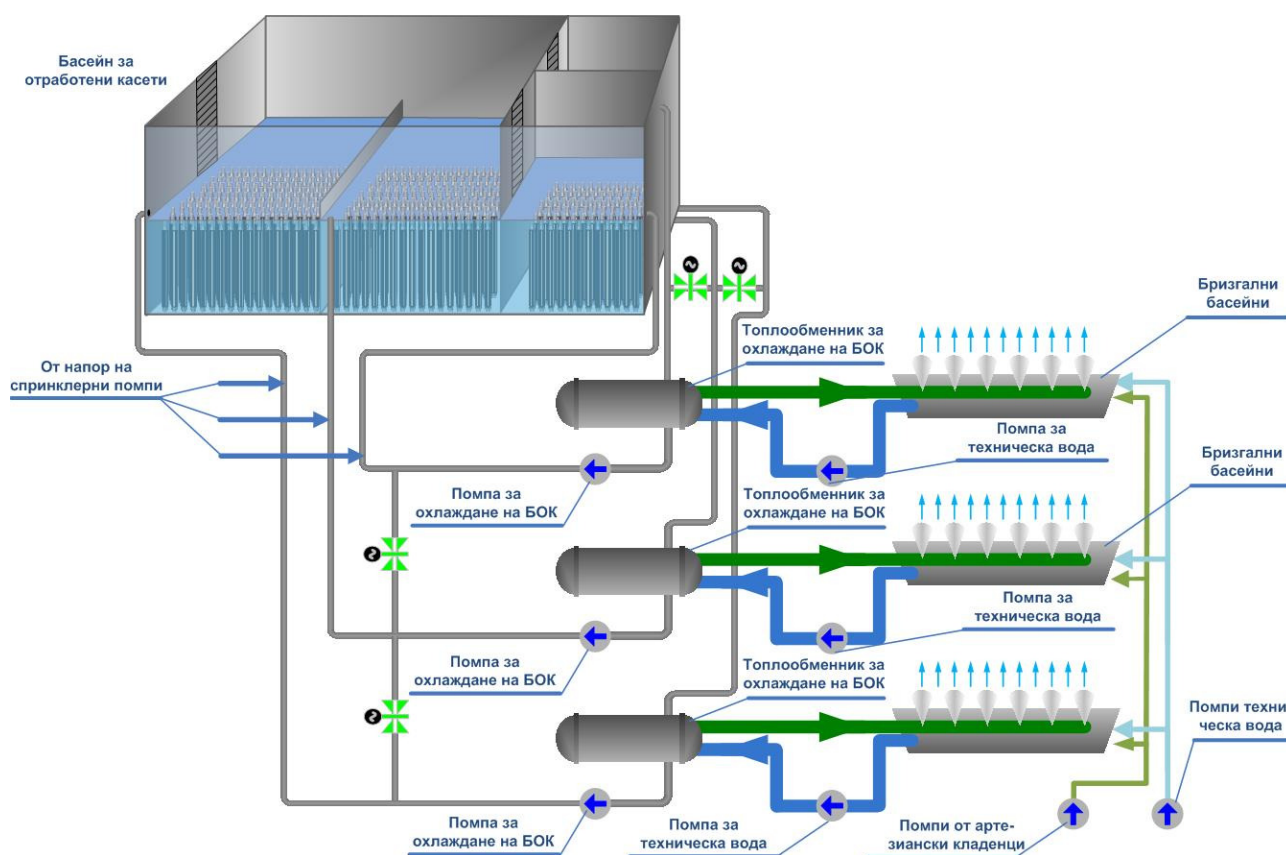 Басейн за
отработени касети
От напор на
спринклерни помпи
Топлообменник за
охлаждане на БОК
Бризгални
басейни
Помпа за
техническа вода
Помпа за
охлаждане на БОК
Топлообменник за
охлаждане на БОК
Бризгални
басейни
Помпа за
техническа вода
Помпа за
охлаждане на БОК
Топлообменник за
охлаждане на БОК
Помпи техни
ческа вода
Помпа за
охлаждане на БОК
Помпа за
техническа вода
Помпи от арте-
зиански кладенци